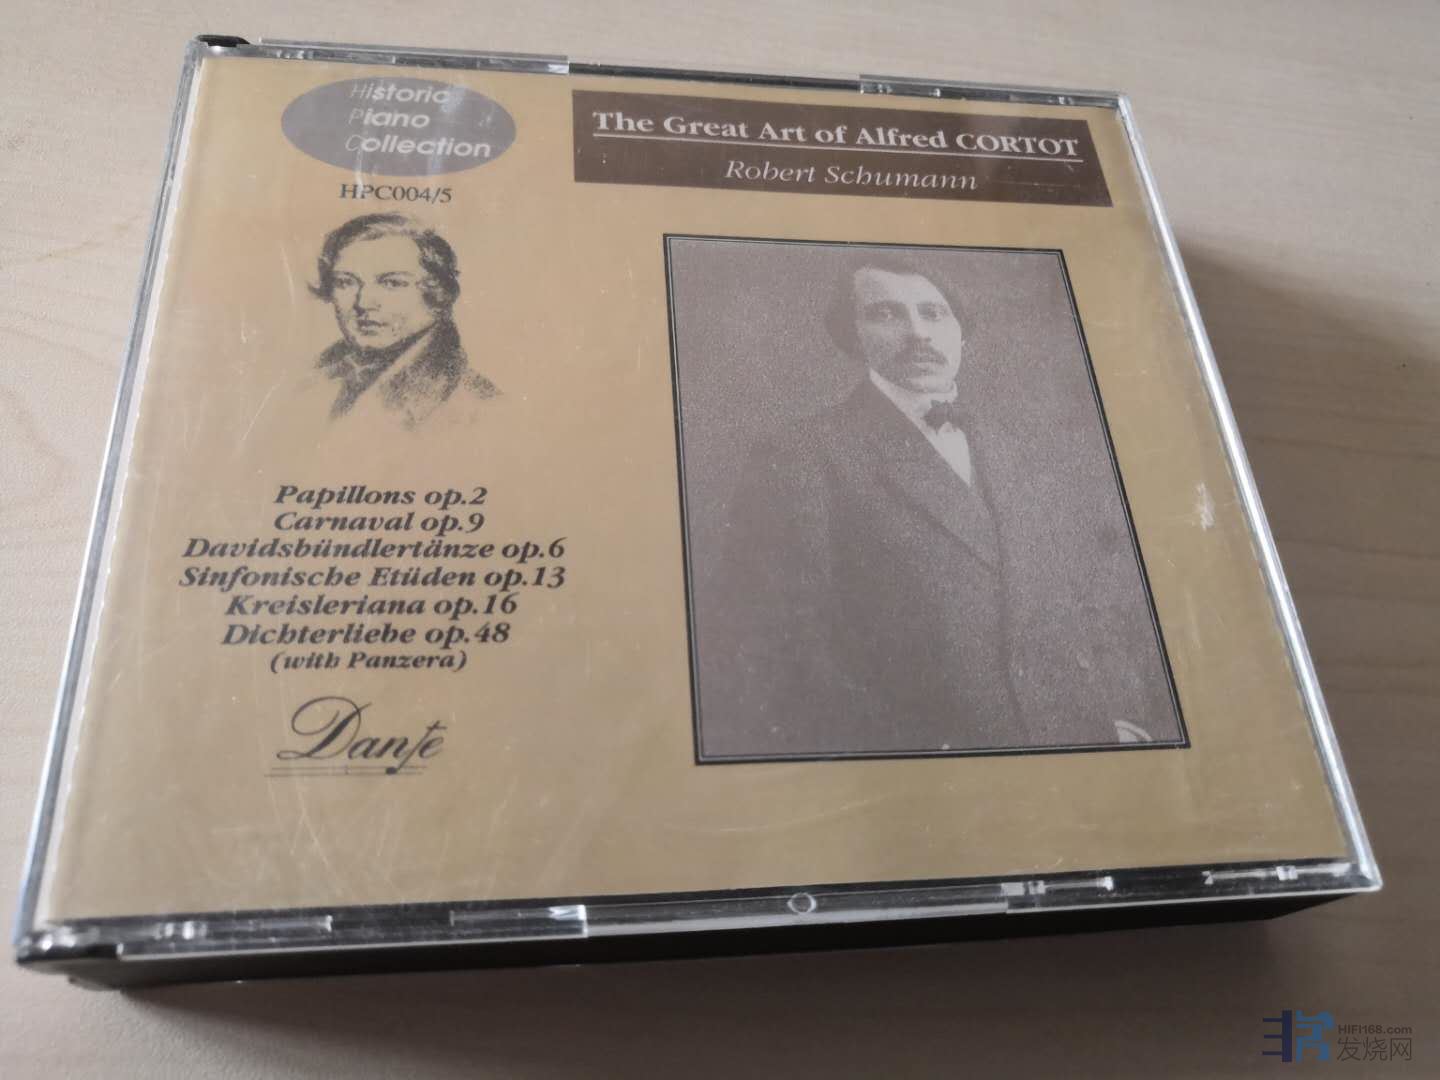 Historic
Piano
Collection
HPC004/5
The Great Art of Alfred CORTOT
Robert Schumann
Papillons op.2
Carnaval op.9
Davidsbündlertänze op.6
Sinfonische Etüden op.13
Kreisleriana op.16
Dichterliebe op.48
(with Panzera)
Dante
HIFI168.com
发烧网